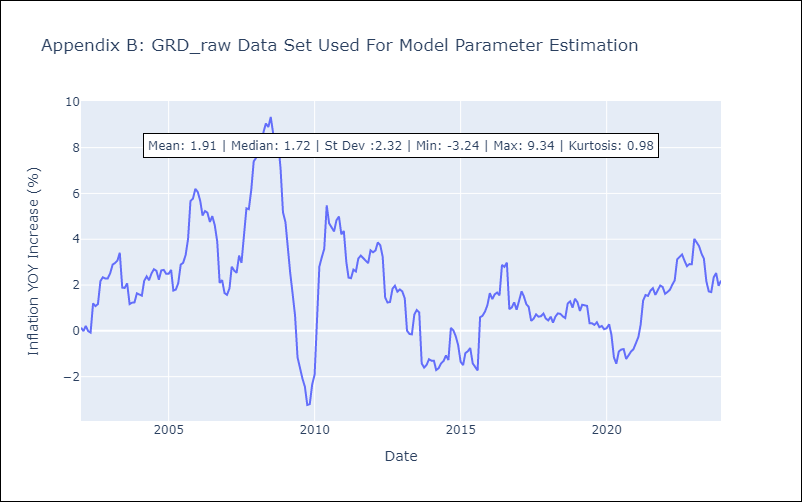 Appendix B: GRD_raw Data Set Used For Model Parameter Estimation
10
Mean: 1.91 | Median: 1.72 | St Dev :2.32 | Min: -3.24 | Max: 9.34 | Kurtosis: 0.98
8
6
4
2
0
−2
Inflation YOY Increase (%)
2005 2010 2015 2020
Date